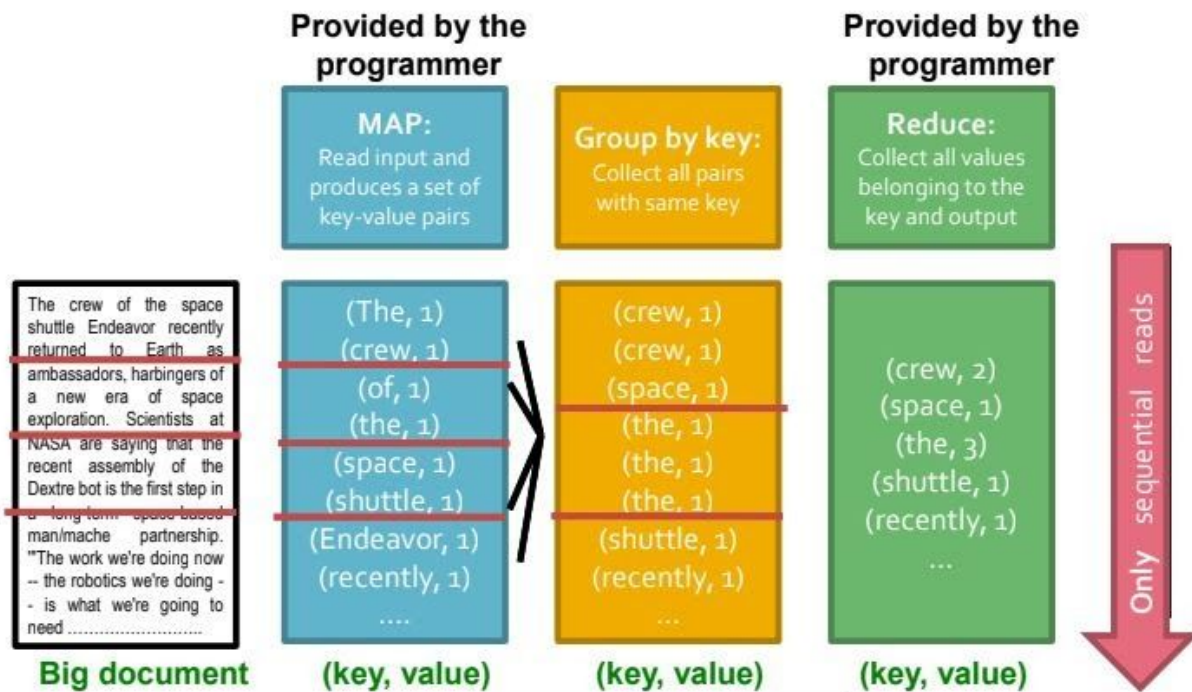 Provided by the
programmer
Provided by the
programmer
MAP:
Read input and
produces a set of
key-value pairs
Group by key:
Collect all pairs
with same key
Reduce:
Collect all values
belonging to the
key and output
The crew of the space
shuttle Endeavor recently
returned to Earth as
ambassadors, harbingers of
a new era of space
exploration. Scientists at
NASA are saying that the
recent assembly of the
Dextre bot is the first step in
a long-term space-based
man/mache partnership.
'"The work we're doing now
-- the robotics we're doing -
- is what we're going to
need ..........................
Big document
(The, 1)
(crew, 1)
(of, 1)
(the, 1)
(space, 1)
(shuttle, 1)
(Endeavor, 1)
(recently, 1)
....
(key, value)
(crew, 1)
(crew, 1)
(space, 1)
(the, 1)
(the, 1)
(the, 1)
(shuttle, 1)
(recently, 1)
...
(key, value)
(crew, 2)
(space, 1)
(the, 3)
(shuttle, 1)
(recently, 1)
...
(key, value)
Only sequential reads